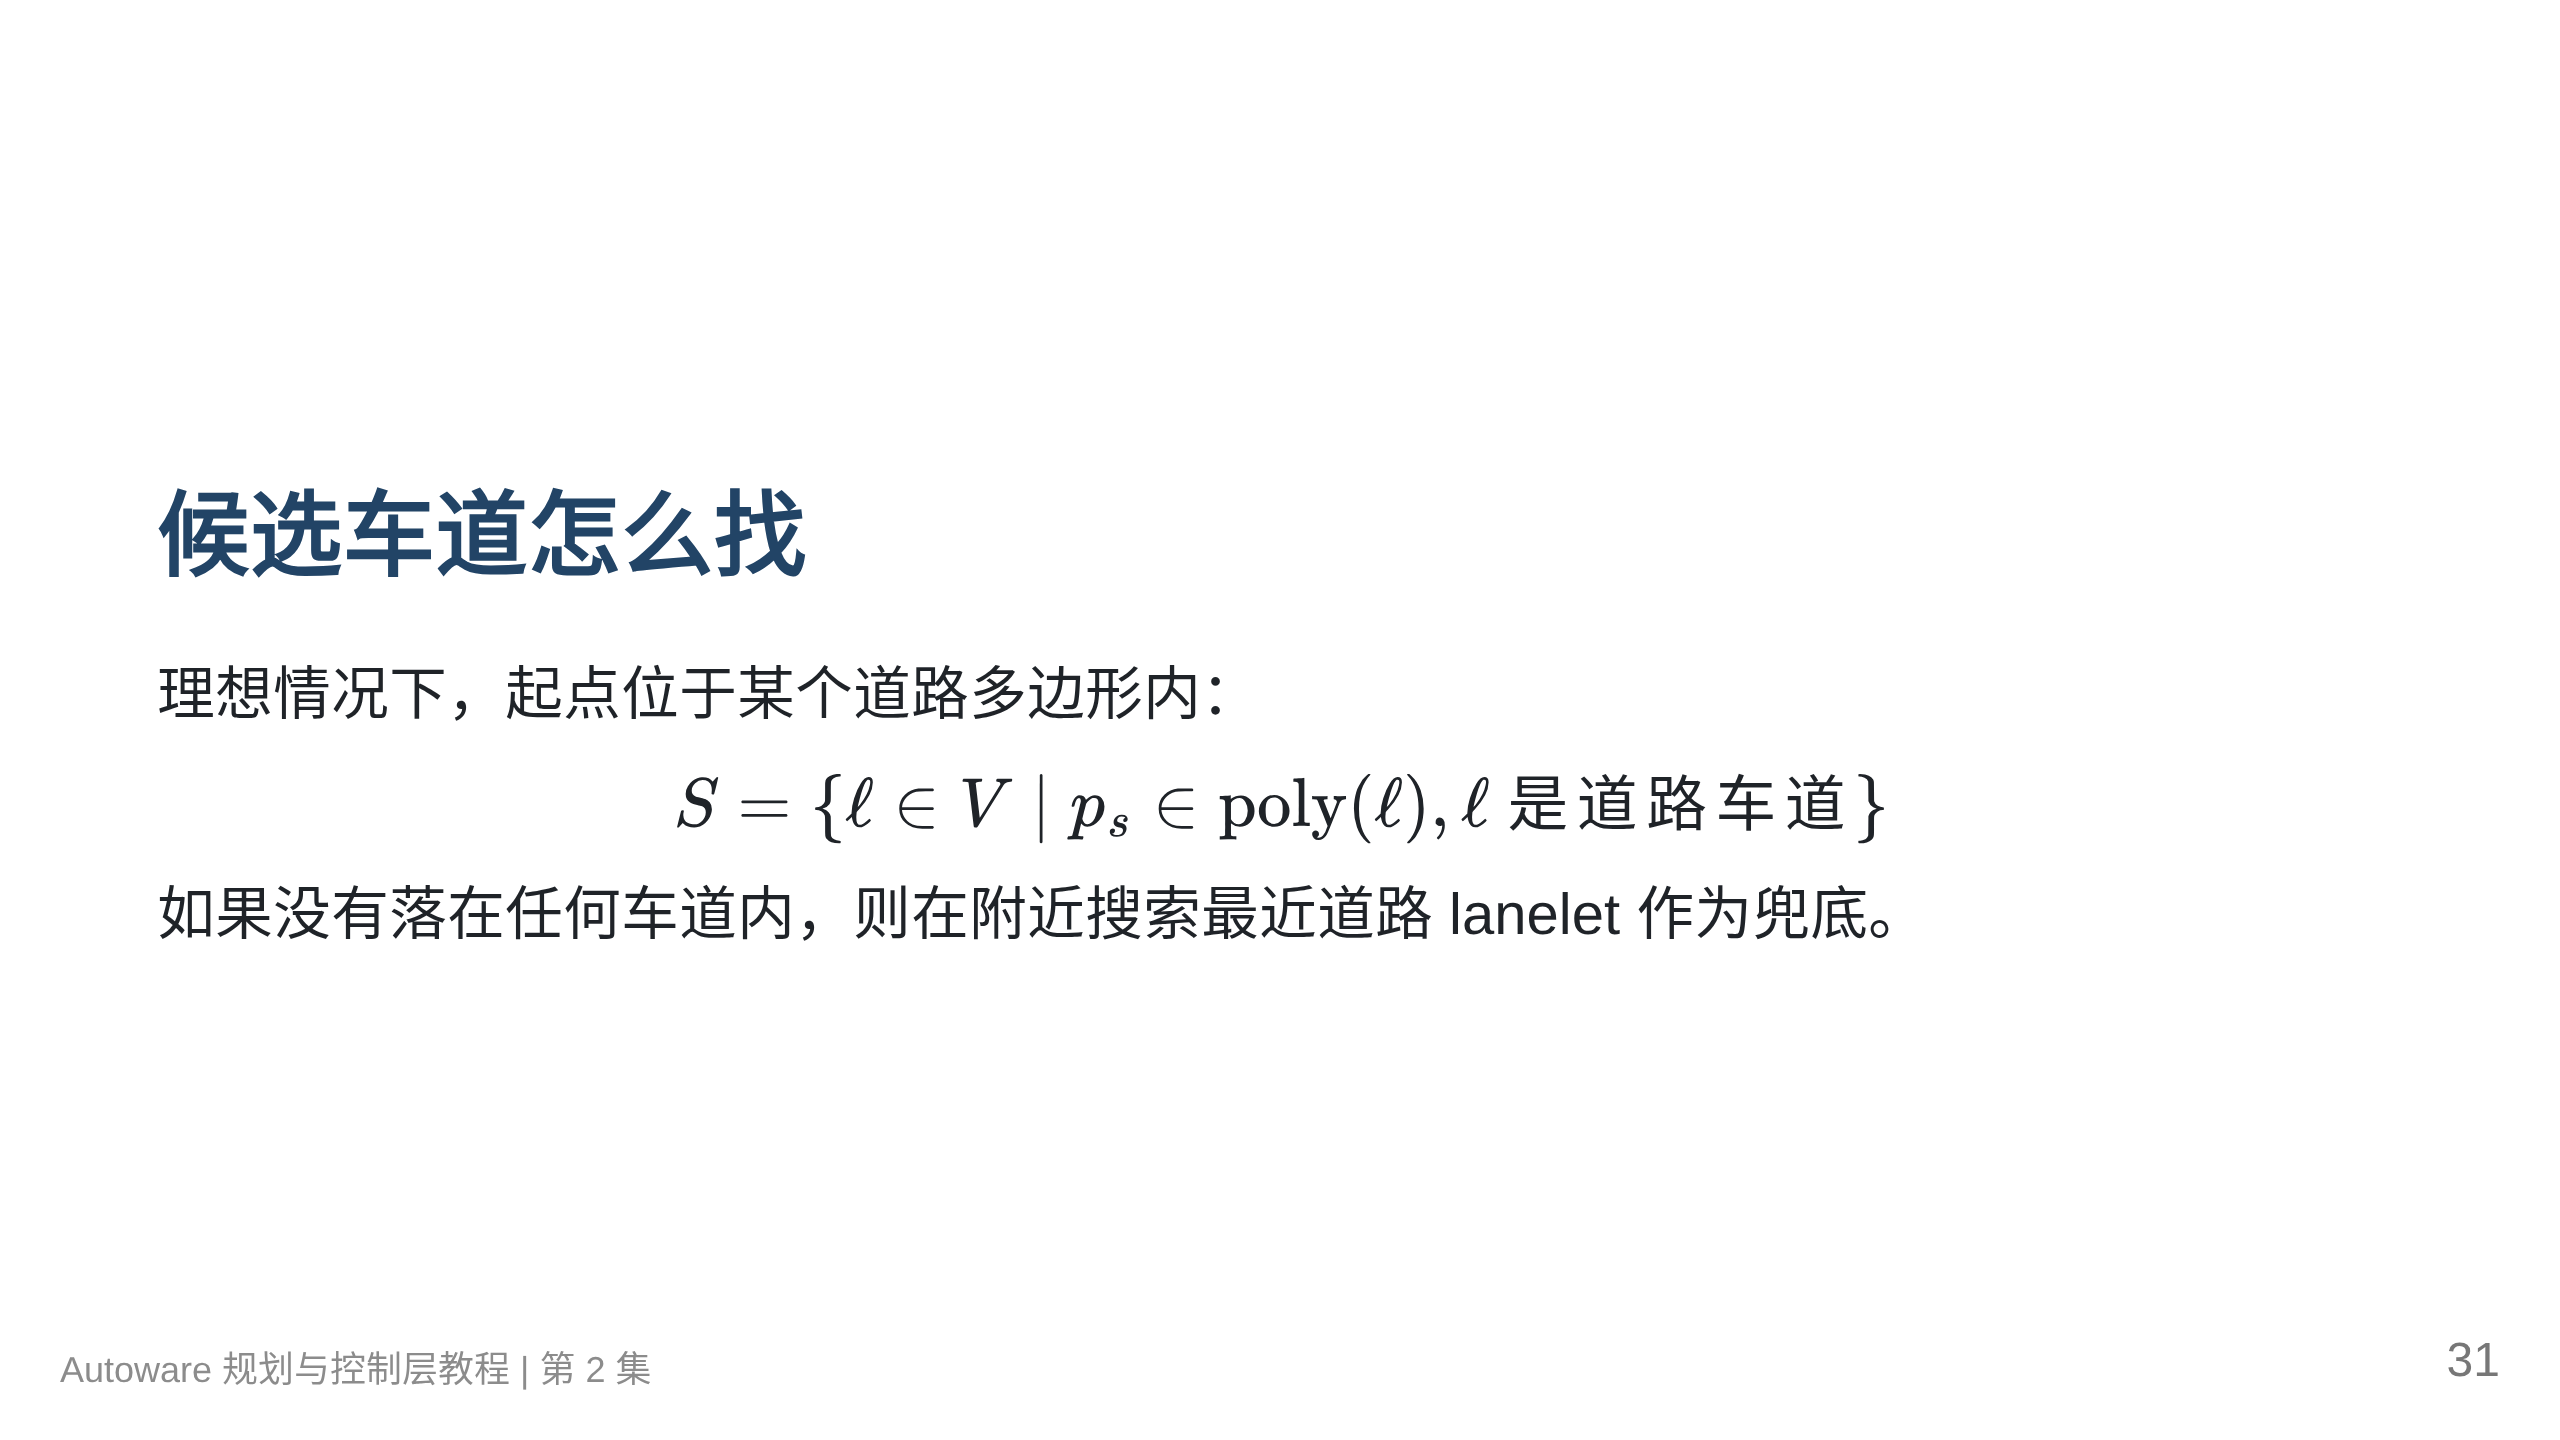 候选车道怎么找
理想情况下，起点位于某个道路多边形内：
S = {ℓ ∈ V | pₛ ∈ poly(ℓ), ℓ 是道路车道}
如果没有落在任何车道内，则在附近搜索最近道路 lanelet 作为兜底。
Autoware 规划与控制层教程 | 第 2 集
31